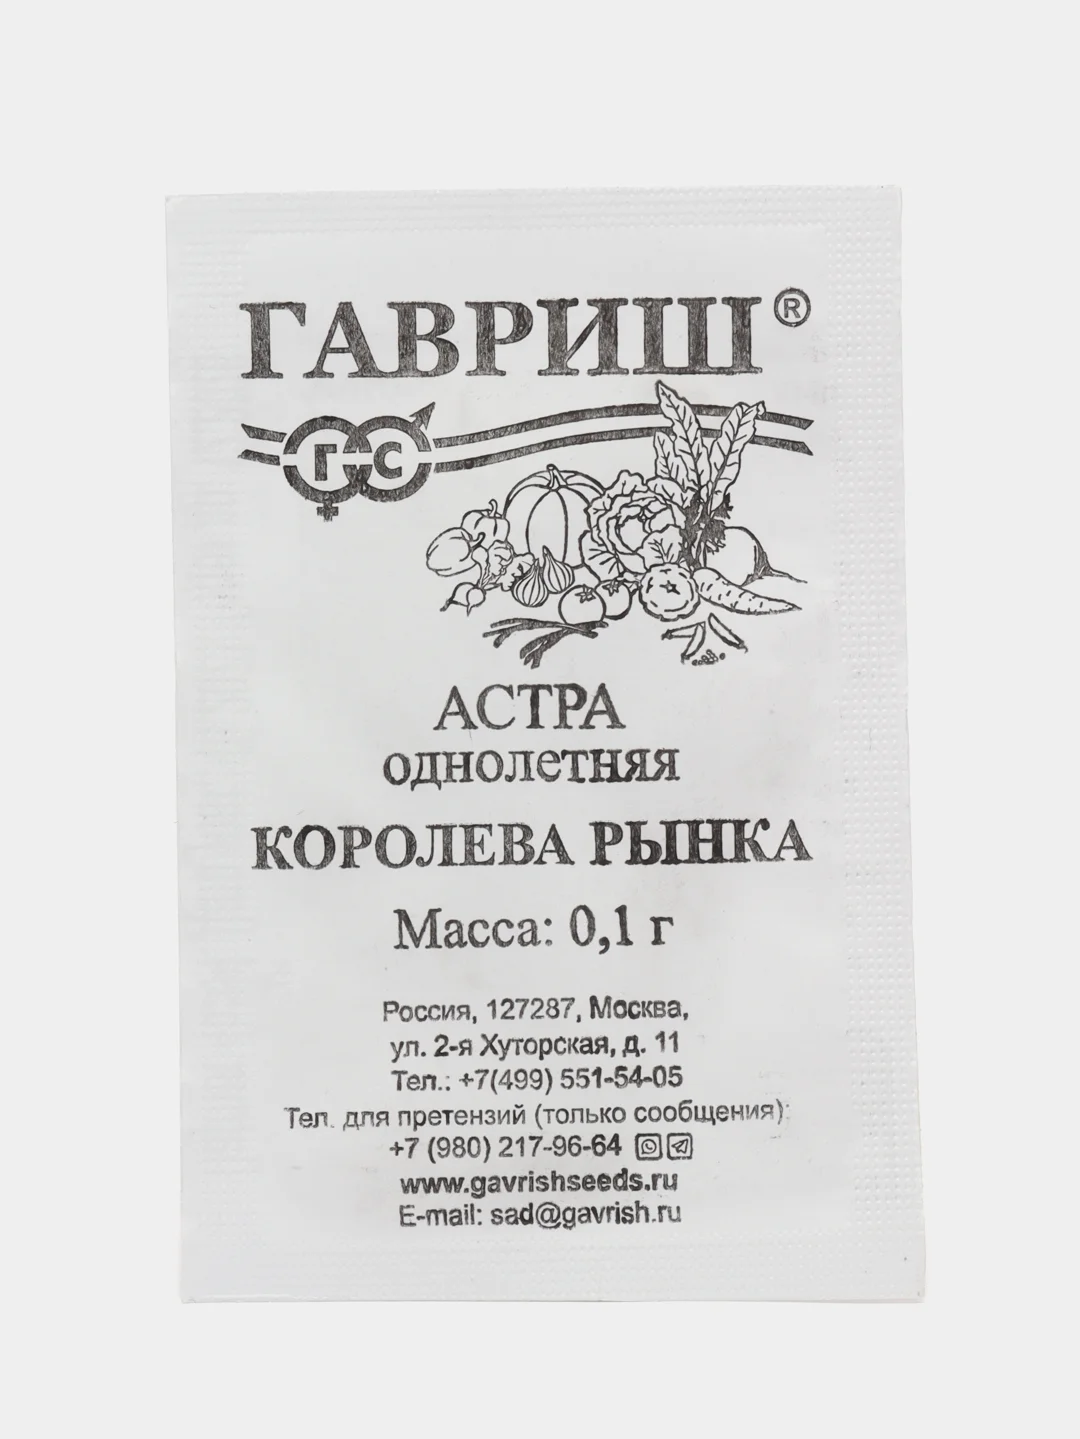 ГАВРИШ®
ГС
АСТРА
однолетняя
КОРОЛЕВА РЫНКА
Масса: 0,1 г
Россия, 127287, Москва,
ул. 2-я Хуторская, д. 11
Тел.: +7(499) 551-54-05
Тел. для претензий (только сообщения):
+7 (980) 217-96-64
www.gavrishseeds.ru
E-mail: sad@gavrish.ru